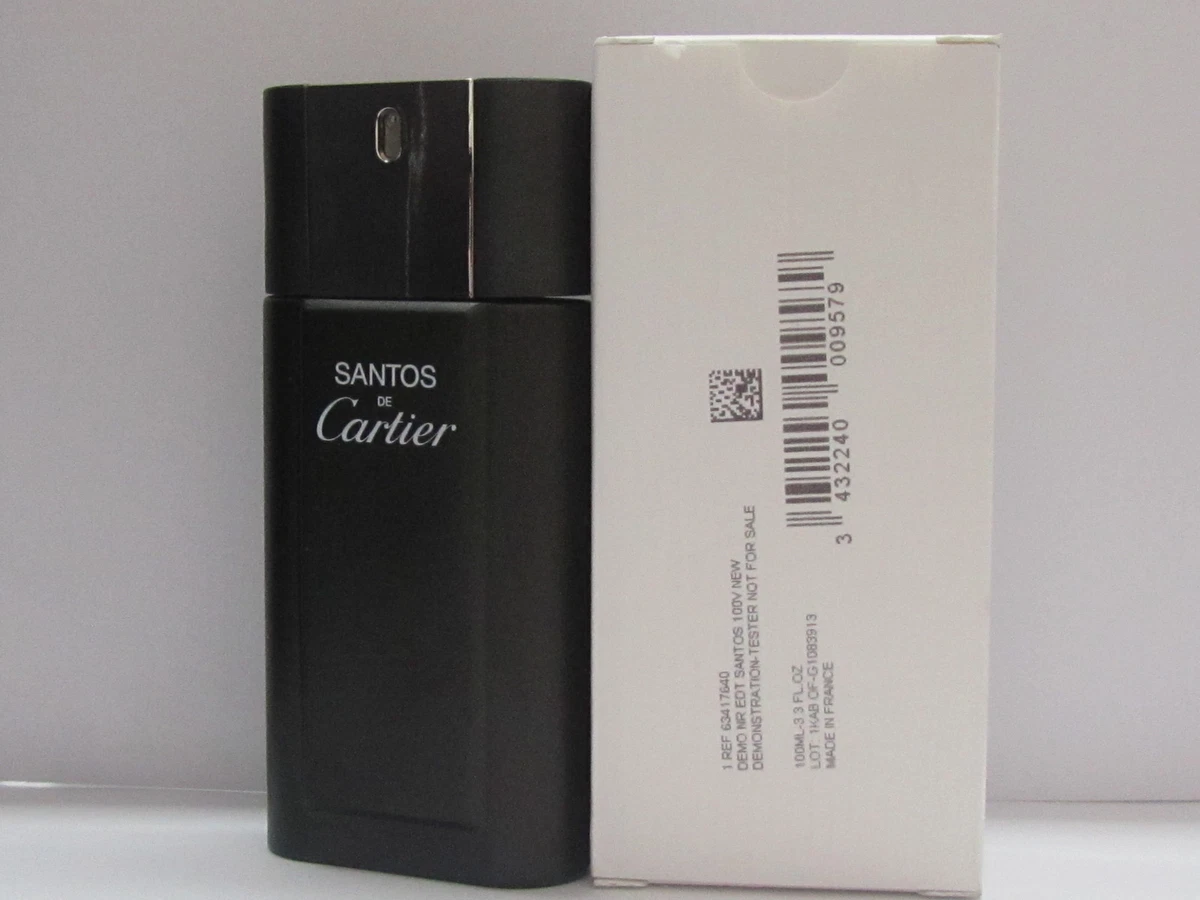 SANTOS
DE
Cartier
1 REF 63417640
DEMO NR EDT SANTOS 100V NEW
DEMONSTRATION-TESTER NOT FOR SALE
100ML-3.3 FL.OZ
LOT: 1KAB OF-G1083913
MADE IN FRANCE
3 432240 009579